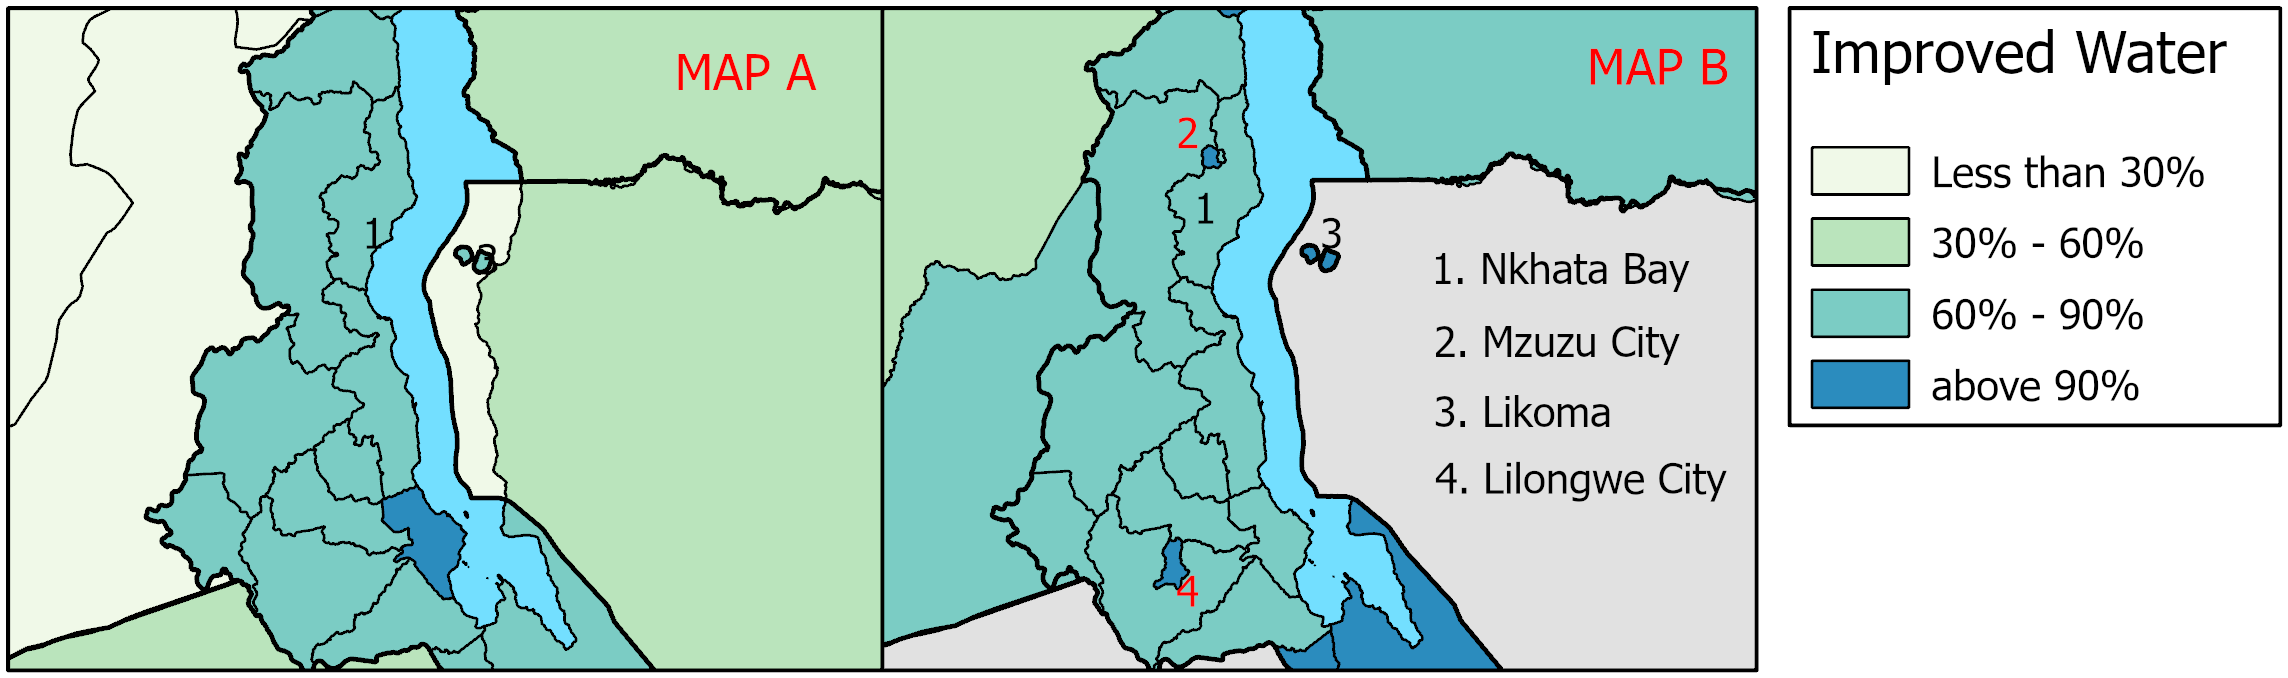 MAP A
1
MAP B
2
1
3
1. Nkhata Bay
2. Mzuzu City
3. Likoma
4. Lilongwe City
4
Improved Water
Less than 30%
30% - 60%
60% - 90%
above 90%